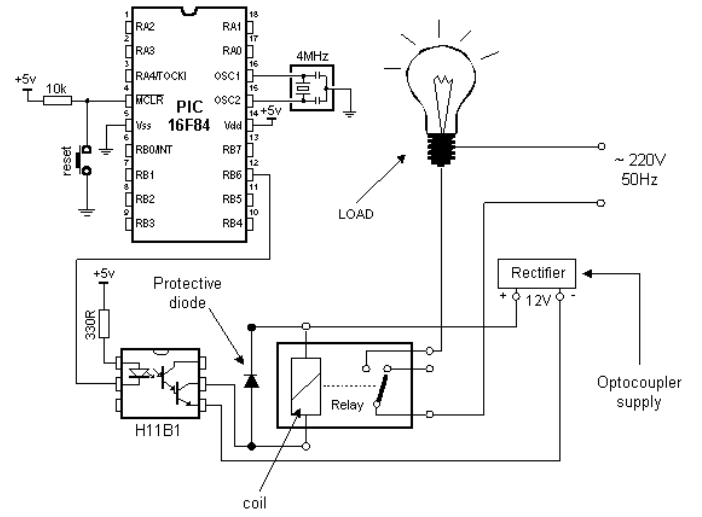 +5v
10k
reset
1
RA2
2
RA3
3
RA4/TOCKI
4
MCLR
5
Vss
6
RB0/INT
7
RB1
8
RB2
9
RB3
PIC
16F84
18
RA1
17
RA0
16
OSC1
15
OSC2
14
Vdd
13
RB7
12
RB6
11
RB5
10
RB4
4MHz
+5v
LOAD
~ 220V
50Hz
Rectifier
+ 12V -
Optocoupler
supply
Protective
diode
+5v
330R
H11B1
Relay
coil